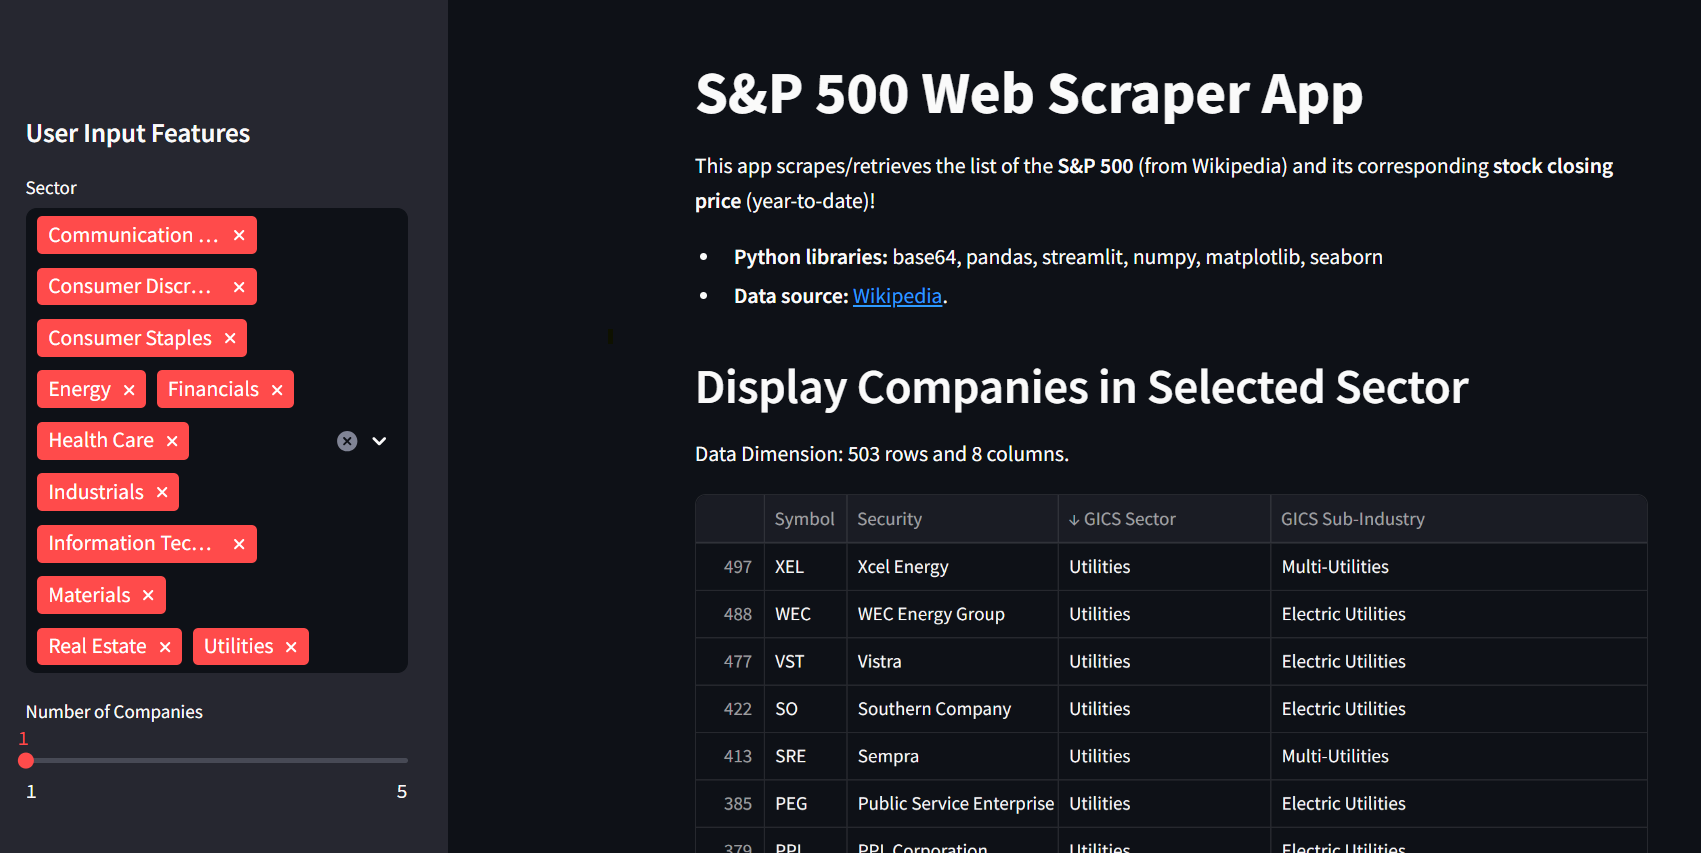 User Input Features
Sector
Communication ...
Consumer Discr...
Consumer Staples
Energy
Financials
Health Care
Industrials
Information Tec...
Materials
Real Estate
Utilities
Number of Companies
1
1
5
S&P 500 Web Scraper App
This app scrapes/retrieves the list of the S&P 500 (from Wikipedia) and its corresponding stock closing
price (year-to-date)!
• Python libraries: base64, pandas, streamlit, numpy, matplotlib, seaborn
• Data source: Wikipedia.
Display Companies in Selected Sector
Data Dimension: 503 rows and 8 columns.
Symbol Security ↓ GICS Sector GICS Sub-Industry
497 XEL Xcel Energy Utilities Multi-Utilities
488 WEC WEC Energy Group Utilities Electric Utilities
477 VST Vistra Utilities Electric Utilities
422 SO Southern Company Utilities Electric Utilities
413 SRE Sempra Utilities Multi-Utilities
385 PEG Public Service Enterprise Utilities Electric Utilities
379 PPL PPL Corporation Utilities Electric Utilities